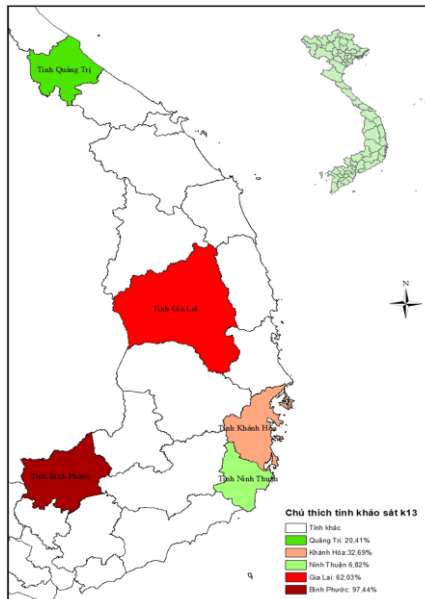 Tỉnh Quảng Trị
Tỉnh Gia Lai
N
Tỉnh Khánh Hòa
Tỉnh Bình Phước
Tỉnh Ninh Thuận
Chú thích tỉnh khảo sát k13
Tỉnh khác
Quảng Trị: 20,41%
Khánh Hòa:32,69%
Ninh Thuận 6,82%
Gia Lai: 62,03%
Bình Phước: 97,44%